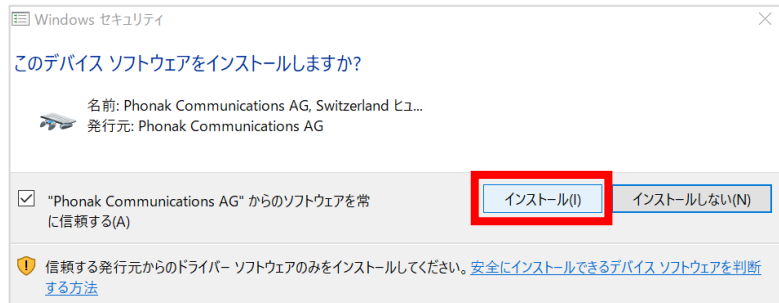 Windows セキュリティ
このデバイス ソフトウェアをインストールしますか?
名前: Phonak Communications AG, Switzerland ヒュ...
発行元: Phonak Communications AG
"Phonak Communications AG" からのソフトウェアを常
に信頼する(A)
インストール(I)
インストールしない(N)
信頼する発行元からのドライバー ソフトウェアのみをインストールしてください。安全にインストールできるデバイス ソフトウェアを判断
する方法